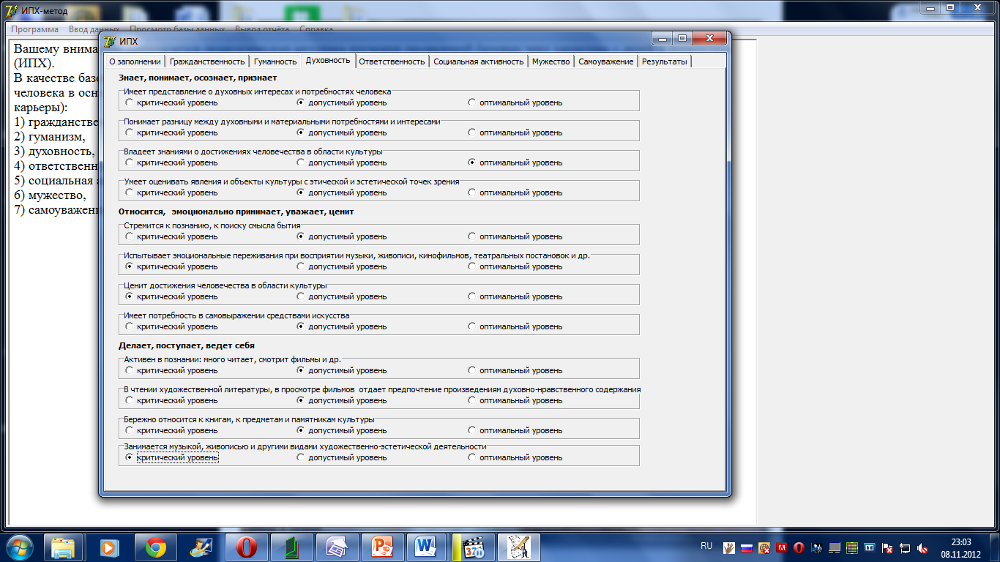 ИПХ-метод
Программа Ввод данных Просмотр базы данных Вывод отчёта Справка
Вашему внима
(ИПХ).
В качестве базо
человека в осн
карьеры):
1) гражданстве
2) гуманизм,
3) духовность,
4) ответственн
5) социальная а
6) мужество,
7) самоуважени
ИПХ
О заполнении Гражданственность Гуманность Духовность Ответственность Социальная активность Мужество Самоуважение Результаты
Знает, понимает, осознает, признает
Имеет представление о духовных интересах и потребностях человека
критический уровень допустимый уровень оптимальный уровень
Понимает разницу между духовными и материальными потребностями и интересами
критический уровень допустимый уровень оптимальный уровень
Владеет знаниями о достижениях человечества в области культуры
критический уровень допустимый уровень оптимальный уровень
Умеет оценивать явления и объекты культуры с этической и эстетической точек зрения
критический уровень допустимый уровень оптимальный уровень
Относится, эмоционально принимает, уважает, ценит
Стремится к познанию, к поиску смысла бытия
критический уровень допустимый уровень оптимальный уровень
Испытывает эмоциональные переживания при восприятии музыки, живописи, кинофильмов, театральных постановок и др.
критический уровень допустимый уровень оптимальный уровень
Ценит достижения человечества в области культуры
критический уровень допустимый уровень оптимальный уровень
Имеет потребность в самовыражении средствами искусства
критический уровень допустимый уровень оптимальный уровень
Делает, поступает, ведет себя
Активен в познании: много читает, смотрит фильмы и др.
критический уровень допустимый уровень оптимальный уровень
В чтении художественной литературы, в просмотре фильмов отдает предпочтение произведениям духовно-нравственного содержания
критический уровень допустимый уровень оптимальный уровень
Бережно относится к книгам, к предметам и памятникам культуры
критический уровень допустимый уровень оптимальный уровень
Занимается музыкой, живописью и другими видами художественно-эстетической деятельности
критический уровень допустимый уровень оптимальный уровень
RU
23:03
08.11.2012